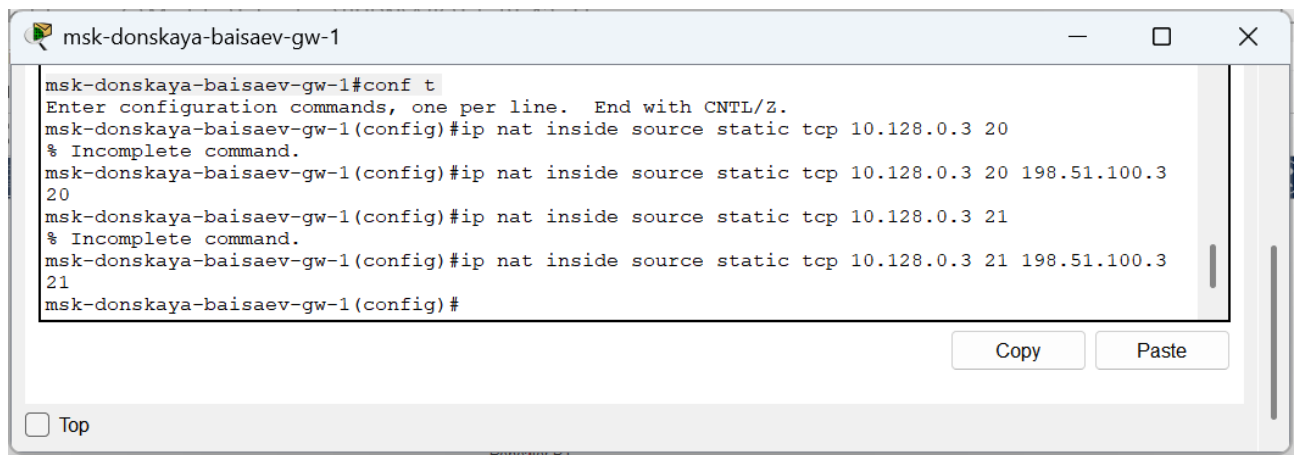 msk-donskaya-baisaev-gw-1
msk-donskaya-baisaev-gw-1#conf t
Enter configuration commands, one per line.  End with CNTL/Z.
msk-donskaya-baisaev-gw-1(config)#ip nat inside source static tcp 10.128.0.3 20
% Incomplete command.
msk-donskaya-baisaev-gw-1(config)#ip nat inside source static tcp 10.128.0.3 20 198.51.100.3
20
msk-donskaya-baisaev-gw-1(config)#ip nat inside source static tcp 10.128.0.3 21
% Incomplete command.
msk-donskaya-baisaev-gw-1(config)#ip nat inside source static tcp 10.128.0.3 21 198.51.100.3
21
msk-donskaya-baisaev-gw-1(config)#
Copy Paste
Top